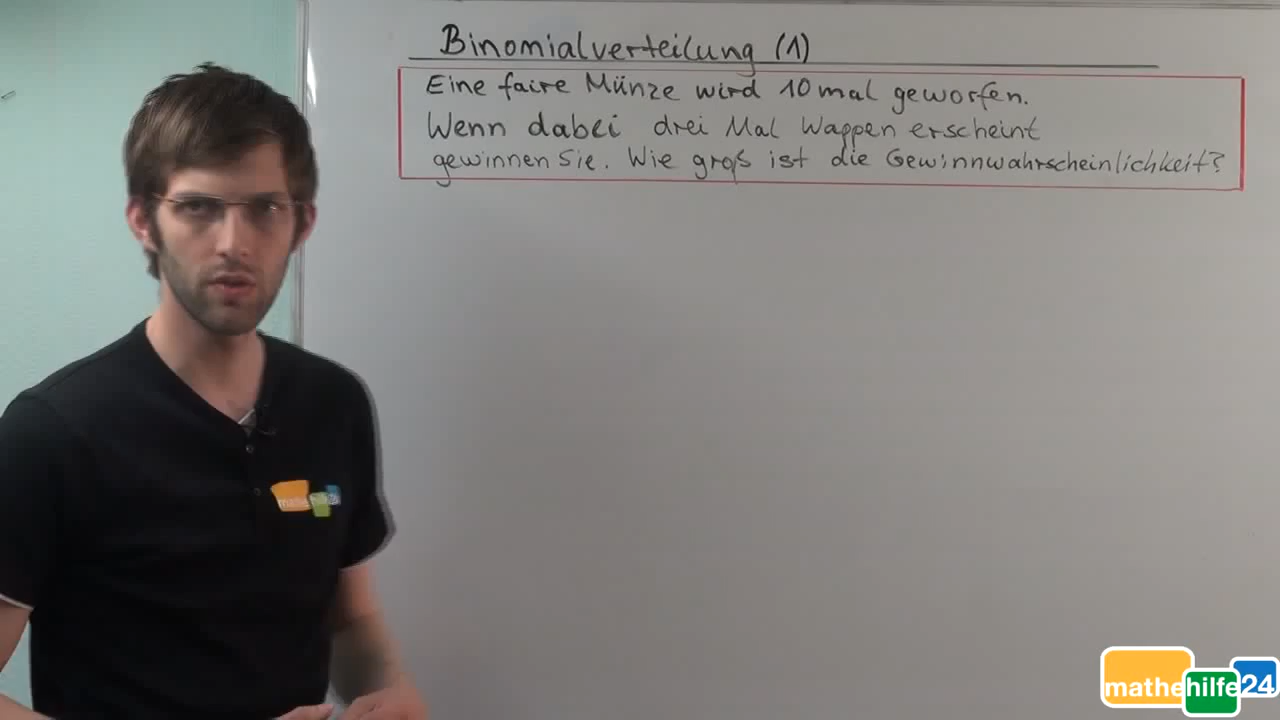 Binomialverteilung (1)
Eine faire Münze wird 10 mal geworfen.
Wenn dabei drei Mal Wappen erscheint
gewinnen Sie. Wie groß ist die Gewinnwahrscheinlichkeit?
mathehilfe24
mathehilfe24